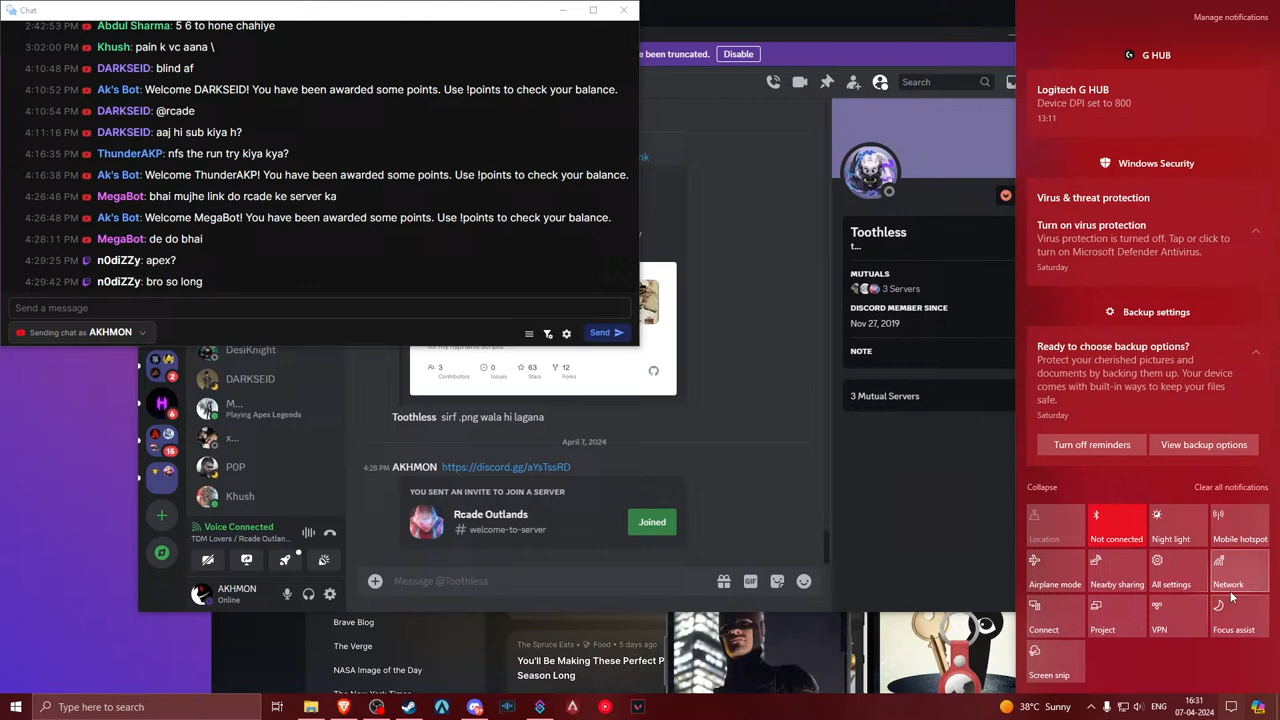 Chat
2:42:53 PM Abdul Sharma: 5 6 to hone chahiye
3:02:00 PM Khush: pain k vc aana \
4:10:48 PM DARKSEID: blind af
4:10:52 PM Ak's Bot: Welcome DARKSEID! You have been awarded some points. Use !points to check your balance.
4:10:54 PM DARKSEID: @rcade
4:11:16 PM DARKSEID: aaj hi sub kiya h?
4:16:35 PM ThunderAKP: nfs the run try kiya kya?
4:16:38 PM Ak's Bot: Welcome ThunderAKP! You have been awarded some points. Use !points to check your balance.
4:26:46 PM MegaBot: bhai mujhe link do rcade ke server ka
4:26:48 PM Ak's Bot: Welcome MegaBot! You have been awarded some points. Use !points to check your balance.
4:28:11 PM MegaBot: de do bhai
4:29:25 PM n0diZZy: apex?
4:29:42 PM n0diZZy: bro so long
Send a message
Sending chat as AKHMON
Send
e been truncated. Disable
Search
nk
DesiKnight
DARKSEID
M...
Playing Apex Legends
x...
POP
Khush
2
6
15
Voice Connected
TDM Lovers / Rcade Outlan...
AKHMON
Online
3
Contributors
0
Issues
63
Stars
12
Forks
Toothless sirf .png wala hi lagana
April 7, 2024
4:28 PM AKHMON https://discord.gg/aYsTssRD
YOU SENT AN INVITE TO JOIN A SERVER
Rcade Outlands
# welcome-to-server
Joined
Message @Toothless
GIF
Toothless
t...
MUTUALS
3 Servers
DISCORD MEMBER SINCE
Nov 27, 2019
NOTE
3 Mutual Servers
Brave Blog
The Verge
NASA Image of the Day
The New York Times
The Spruce Eats • Food • 5 days ago
You'll Be Making These Perfect P
Season Long
Manage notifications
G HUB
Logitech G HUB
Device DPI set to 800
13:11
Windows Security
Virus & threat protection
Turn on virus protection
Virus protection is turned off. Tap or click to
turn on Microsoft Defender Antivirus.
Saturday
Backup settings
Ready to choose backup options?
Protect your cherished pictures and
documents by backing them up. Your device
comes with built-in ways to keep your files
safe.
Saturday
Turn off reminders
View backup options
Collapse
Clear all notifications
Location
Not connected
Night light
Mobile hotspot
Airplane mode
Nearby sharing
All settings
Network
Connect
Project
VPN
Focus assist
Screen snip
Type here to search
38°C Sunny
ENG
16:31
07-04-2024